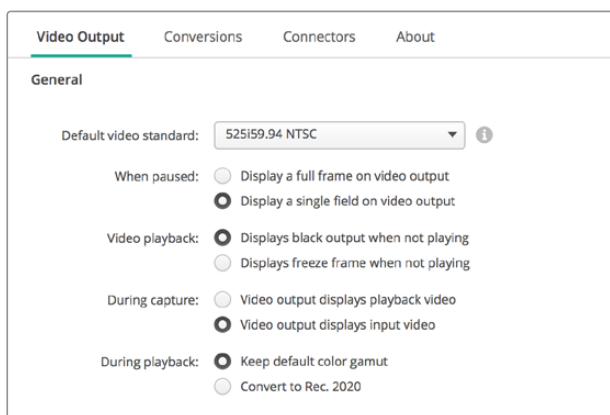 Video Output Conversions Connectors About
General
Default video standard: 525i59.94 NTSC
When paused: Display a full frame on video output
Display a single field on video output
Video playback: Displays black output when not playing
Displays freeze frame when not playing
During capture: Video output displays playback video
Video output displays input video
During playback: Keep default color gamut
Convert to Rec. 2020